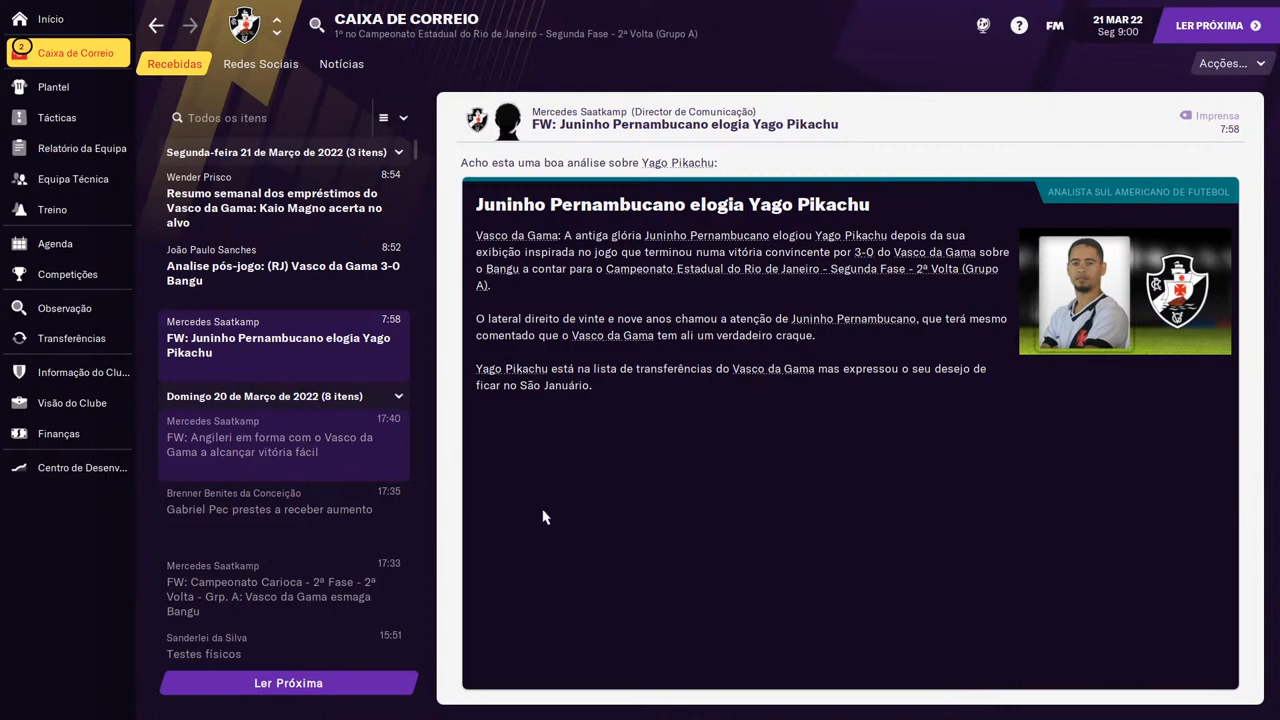 Início
2
Caixa de Correio
Plantel
Tácticas
Relatório da Equipa
Equipa Técnica
Treino
Agenda
Competições
Observação
Transferências
Informação do Clu...
Visão do Clube
Finanças
Centro de Desenv...
CAIXA DE CORREIO
1º no Campeonato Estadual do Rio de Janeiro - Segunda Fase - 2ª Volta (Grupo A)
FM
21 MAR 22
Seg 9:00
LER PRÓXIMA
Recebidas
Redes Sociais
Notícias
Acções...
Todos os itens
Segunda-feira 21 de Março de 2022 (3 itens)
Wender Prisco
8:54
Resumo semanal dos empréstimos do
Vasco da Gama: Kaio Magno acerta no
alvo
João Paulo Sanches
8:52
Analise pós-jogo: (RJ) Vasco da Gama 3-0
Bangu
Mercedes Saatkamp
7:58
FW: Juninho Pernambucano elogia Yago
Pikachu
Domingo 20 de Março de 2022 (8 itens)
Mercedes Saatkamp
17:40
FW: Angileri em forma com o Vasco da
Gama a alcançar vitória fácil
Brenner Benites da Conceição
17:35
Gabriel Pec prestes a receber aumento
Mercedes Saatkamp
17:33
FW: Campeonato Carioca - 2ª Fase - 2ª
Volta - Grp. A: Vasco da Gama esmaga
Bangu
Sanderlei da Silva
15:51
Testes físicos
Ler Próxima
Mercedes Saatkamp (Director de Comunicação)
FW: Juninho Pernambucano elogia Yago Pikachu
Imprensa
7:58
Acho esta uma boa análise sobre Yago Pikachu:
ANALISTA SUL AMERICANO DE FUTEBOL
Juninho Pernambucano elogia Yago Pikachu
Vasco da Gama: A antiga glória Juninho Pernambucano elogiou Yago Pikachu depois da sua
exibição inspirada no jogo que terminou numa vitória convincente por 3-0 do Vasco da Gama sobre
o Bangu a contar para o Campeonato Estadual do Rio de Janeiro - Segunda Fase - 2ª Volta (Grupo
A).
O lateral direito de vinte e nove anos chamou a atenção de Juninho Pernambucano, que terá mesmo
comentado que o Vasco da Gama tem ali um verdadeiro craque.
Yago Pikachu está na lista de transferências do Vasco da Gama mas expressou o seu desejo de
ficar no São Januário.